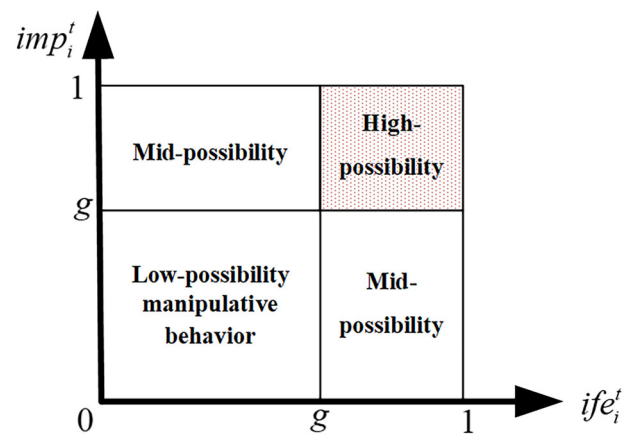 imp_i^t
1
High-
possibility
Mid-possibility
g
Low-possibility
manipulative
behavior
Mid-
possibility
0
g
1
ife_i^t